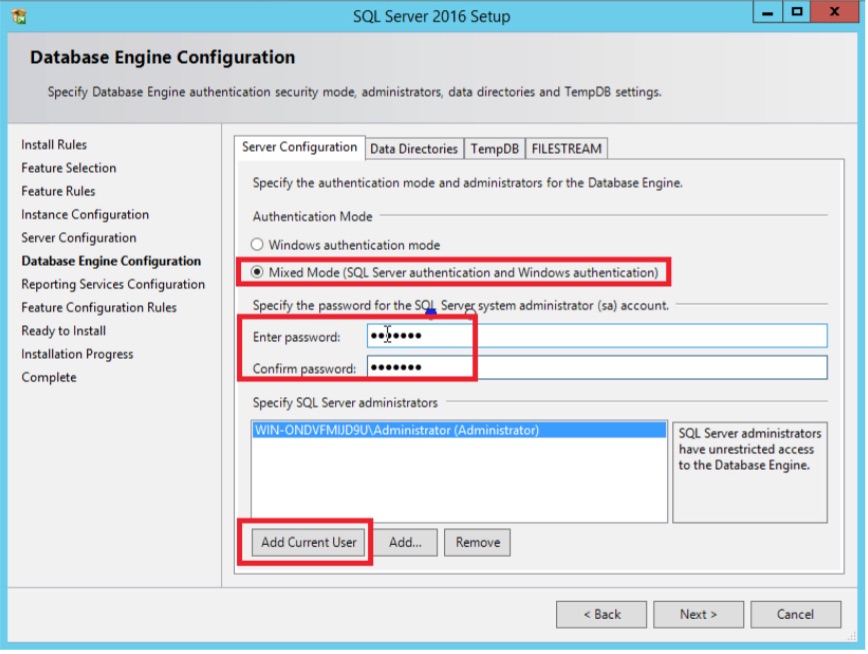 SQL Server 2016 Setup
Database Engine Configuration
Specify Database Engine authentication security mode, administrators, data directories and TempDB settings.
Install Rules
Feature Selection
Feature Rules
Instance Configuration
Server Configuration
Database Engine Configuration
Reporting Services Configuration
Feature Configuration Rules
Ready to Install
Installation Progress
Complete
Server Configuration
Data Directories
TempDB
FILESTREAM
Specify the authentication mode and administrators for the Database Engine.
Authentication Mode
Windows authentication mode
Mixed Mode (SQL Server authentication and Windows authentication)
Specify the password for the SQL Server system administrator (sa) account.
Enter password: •••••••
Confirm password: •••••••
Specify SQL Server administrators
WIN-ONDVFMIJD9U\Administrator (Administrator)
SQL Server administrators
have unrestricted access
to the Database Engine.
Add Current User
Add...
Remove
< Back
Next >
Cancel